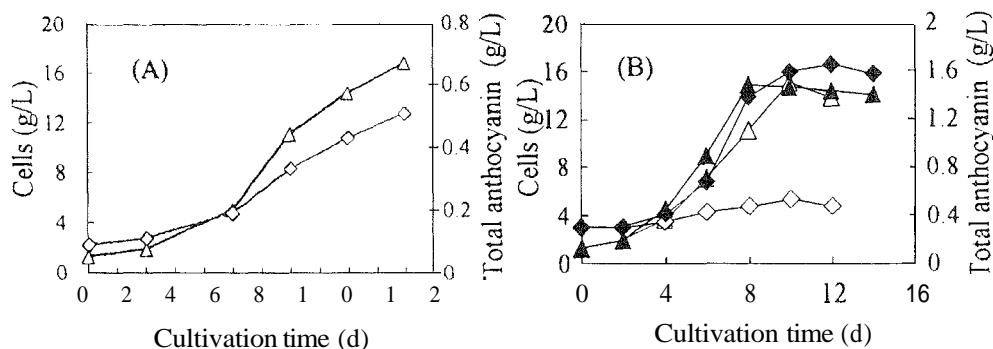 20
16
12
8
4
0
Cells (g/L)
(A)
0.8
0.6
0.4
0.2
0
Total anthocyanin (g/L)
0 2 4 6 8 1 0 1 2
Cultivation time (d)
20
16
12
8
4
0
Cells (g/L)
(B)
2
1.6
1.2
0.8
0.4
0
Total anthocyanin (g/L)
0 4 8 12 16
Cultivation time (d)